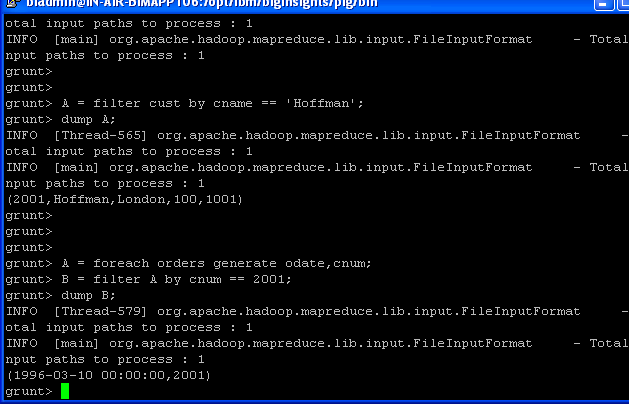 biadmin@IN-AIR-BIMAPP1O6:/opt/ibm/biginsights/pig/bin
otal input paths to process : 1
INFO  [main] org.apache.hadoop.mapreduce.lib.input.FileInputFormat     - Total
nput paths to process : 1
grunt>
grunt>
grunt> A = filter cust by cname == 'Hoffman';
grunt> dump A;
INFO  [Thread-565] org.apache.hadoop.mapreduce.lib.input.FileInputFormat     -
otal input paths to process : 1
INFO  [main] org.apache.hadoop.mapreduce.lib.input.FileInputFormat     - Total
nput paths to process : 1
(2001,Hoffman,London,100,1001)
grunt>
grunt>
grunt>
grunt> A = foreach orders generate odate,cnum;
grunt> B = filter A by cnum == 2001;
grunt> dump B;
INFO  [Thread-579] org.apache.hadoop.mapreduce.lib.input.FileInputFormat     -
otal input paths to process : 1
INFO  [main] org.apache.hadoop.mapreduce.lib.input.FileInputFormat     - Total
nput paths to process : 1
(1996-03-10 00:00:00,2001)
grunt>